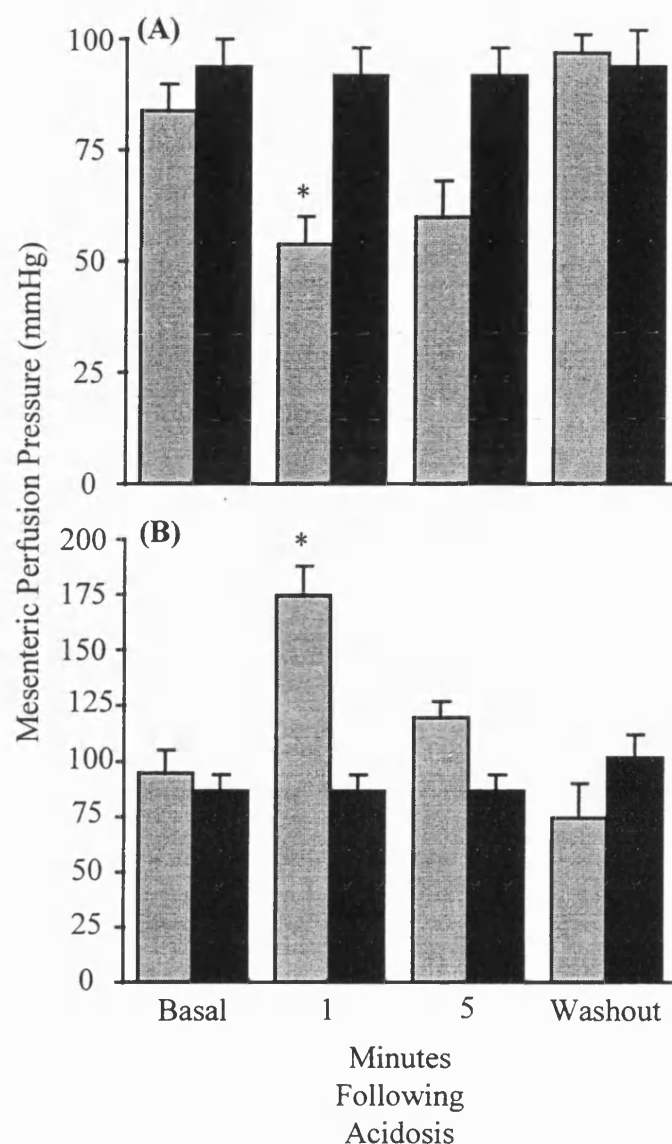 (A)
100
75
*
50
25
0
Mesenteric Perfusion Pressure (mmHg)
(B)
200
*
175
150
125
100
75
50
25
0
Basal 1 5 Washout
Minutes
Following
Acidosis